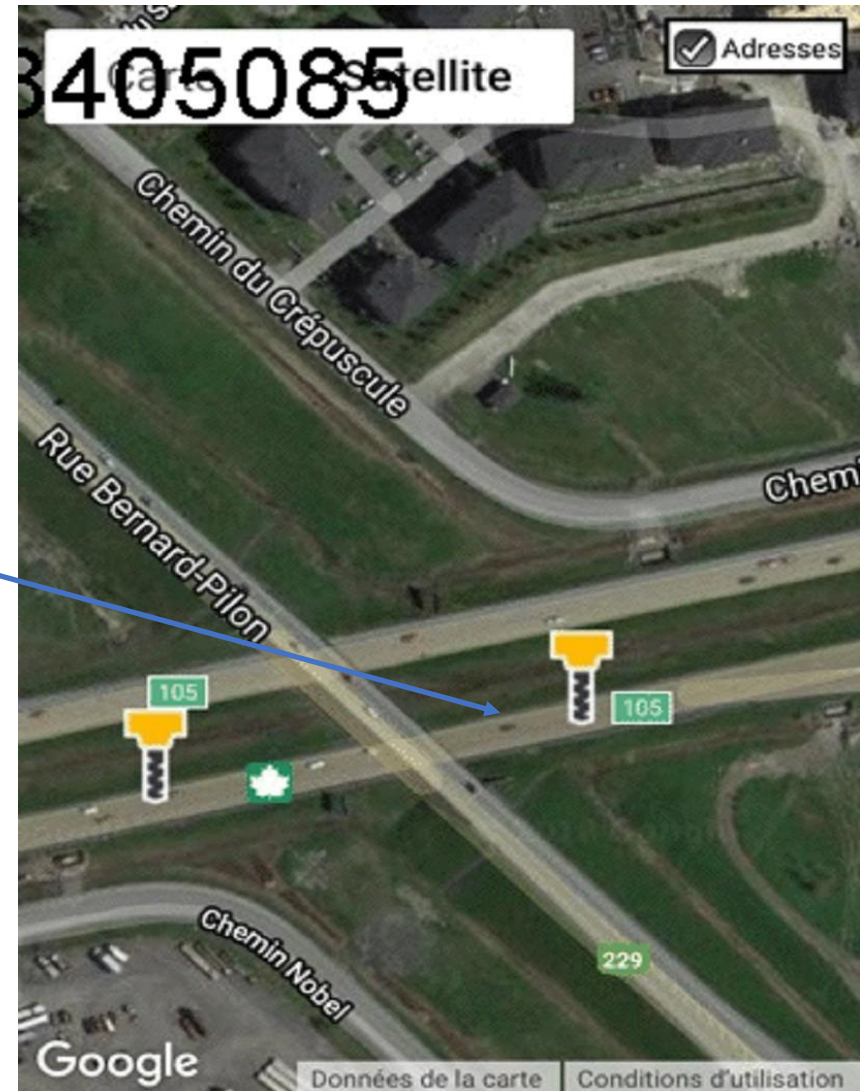 8405085
Carte Satellite
Adresses
Chemin du Crépuscule
Rue Bernard-Pilon
Chemi
105
105
Chemin Nobel
229
Google
Données de la carte
Conditions d'utilisation